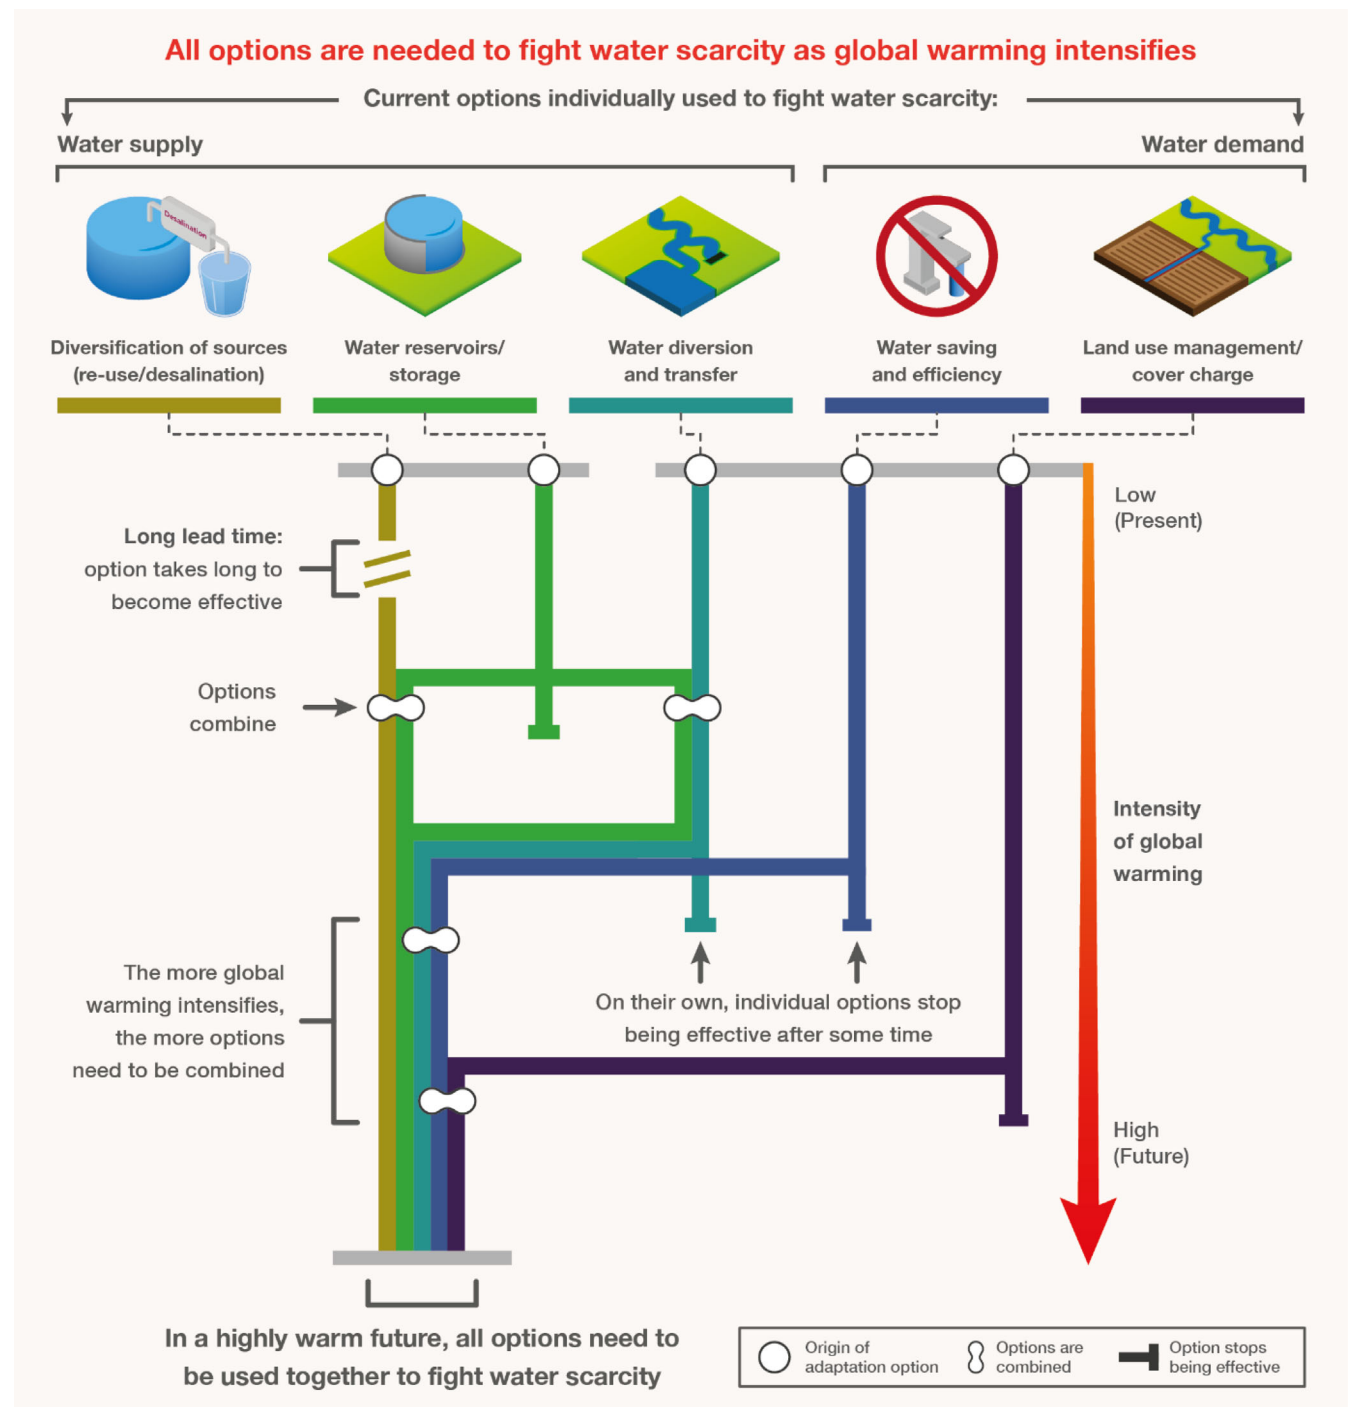 All options are needed to fight water scarcity as global warming intensifies
Current options individually used to fight water scarcity:
Water supply
Water demand
Desalination
Diversification of sources
(re-use/desalination)
Water reservoirs/
storage
Water diversion
and transfer
Water saving
and efficiency
Land use management/
cover charge
Low
(Present)
Long lead time:
option takes long to
become effective
Options
combine
Intensity
of global
warming
The more global
warming intensifies,
the more options
need to be combined
On their own, individual options stop
being effective after some time
High
(Future)
In a highly warm future, all options need to
be used together to fight water scarcity
Origin of
adaptation option
Options are
combined
Option stops
being effective